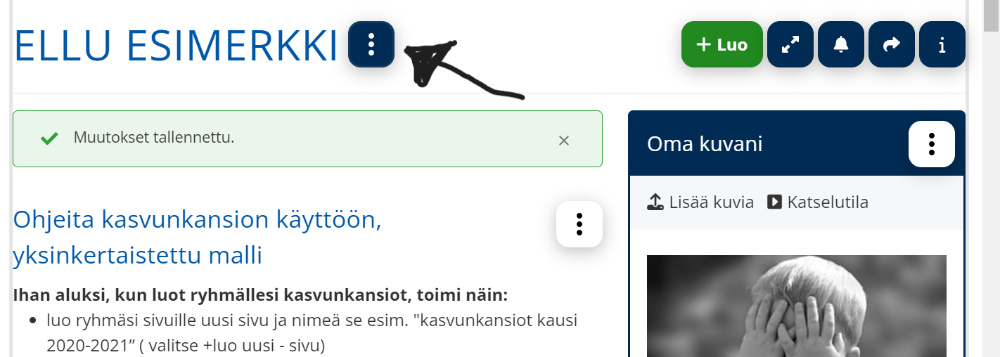 ELLU ESIMERKKI
+ Luo
i
Muutokset tallennettu.
Oma kuvani
Lisää kuvia Katselutila
Ohjeita kasvunkansion käyttöön,
yksinkertaistettu malli
Ihan aluksi, kun luot ryhmällesi kasvunkansiot, toimi näin:
• luo ryhmäsi sivuille uusi sivu ja nimeä se esim. "kasvunkansiot kausi
2020-2021” ( valitse +luo uusi - sivu)